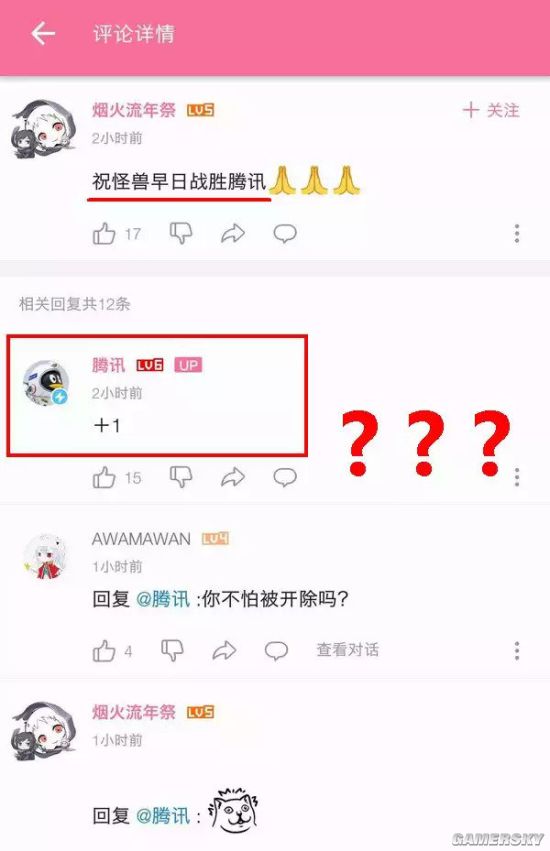 评论详情
烟火流年祭 LV5
+ 关注
2小时前
祝怪兽早日战胜腾讯🙏🙏🙏
17
相关回复共12条
腾讯 LV6 UP
2小时前
+1
? ? ?
15
AWAMAWAN LV4
1小时前
回复 @腾讯 :你不怕被开除吗?
4 查看对话
烟火流年祭 LV5
1小时前
回复 @腾讯 :
GAMERSKY